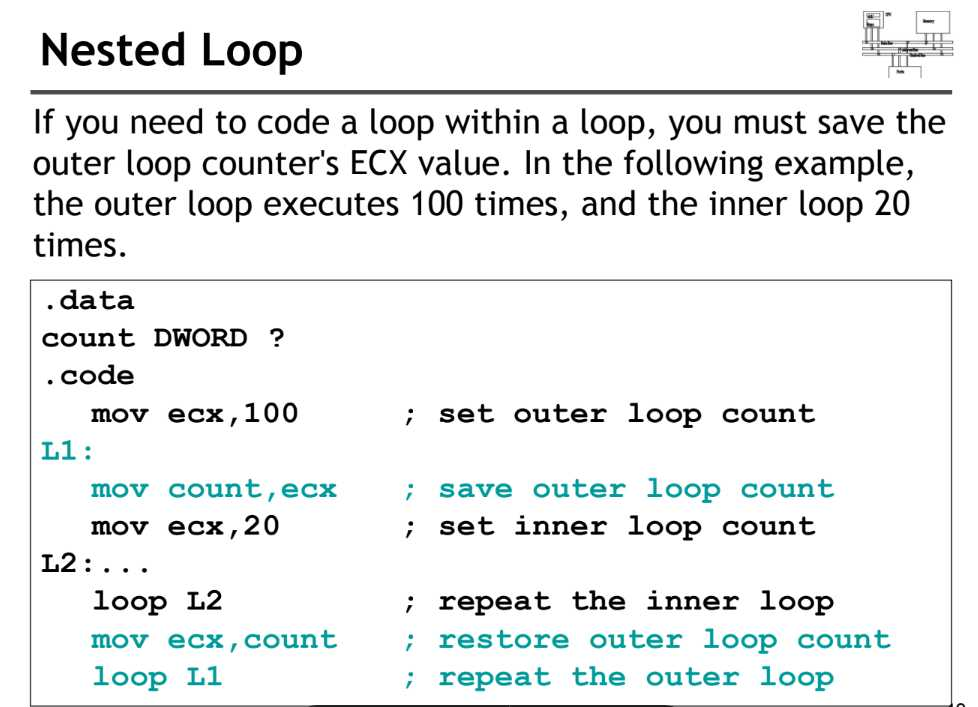 Nested Loop
If you need to code a loop within a loop, you must save the
outer loop counter's ECX value. In the following example,
the outer loop executes 100 times, and the inner loop 20
times.
.data
count DWORD ?
.code
mov ecx,100 ; set outer loop count
L1:
mov count,ecx ; save outer loop count
mov ecx,20 ; set inner loop count
L2:...
loop L2 ; repeat the inner loop
mov ecx,count ; restore outer loop count
loop L1 ; repeat the outer loop